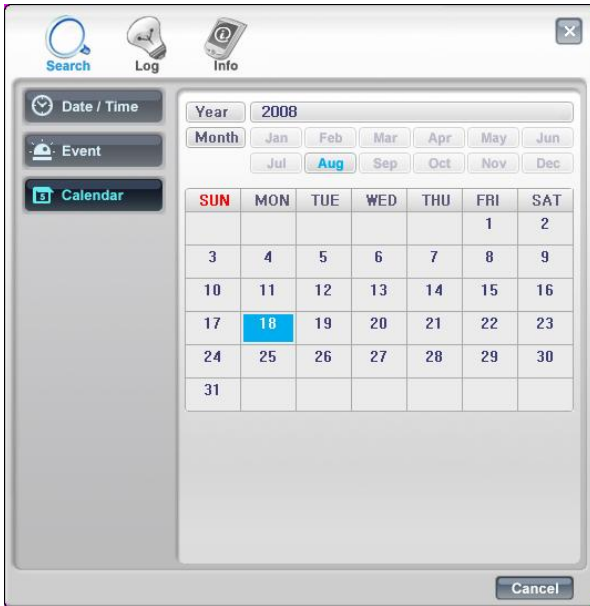 Search Log Info
Date / Time
Event
5 Calendar
Year 2008
Month Jan Feb Mar Apr May Jun
Jul Aug Sep Oct Nov Dec
SUN MON TUE WED THU FRI SAT
1 2
3 4 5 6 7 8 9
10 11 12 13 14 15 16
17 18 19 20 21 22 23
24 25 26 27 28 29 30
31
Cancel